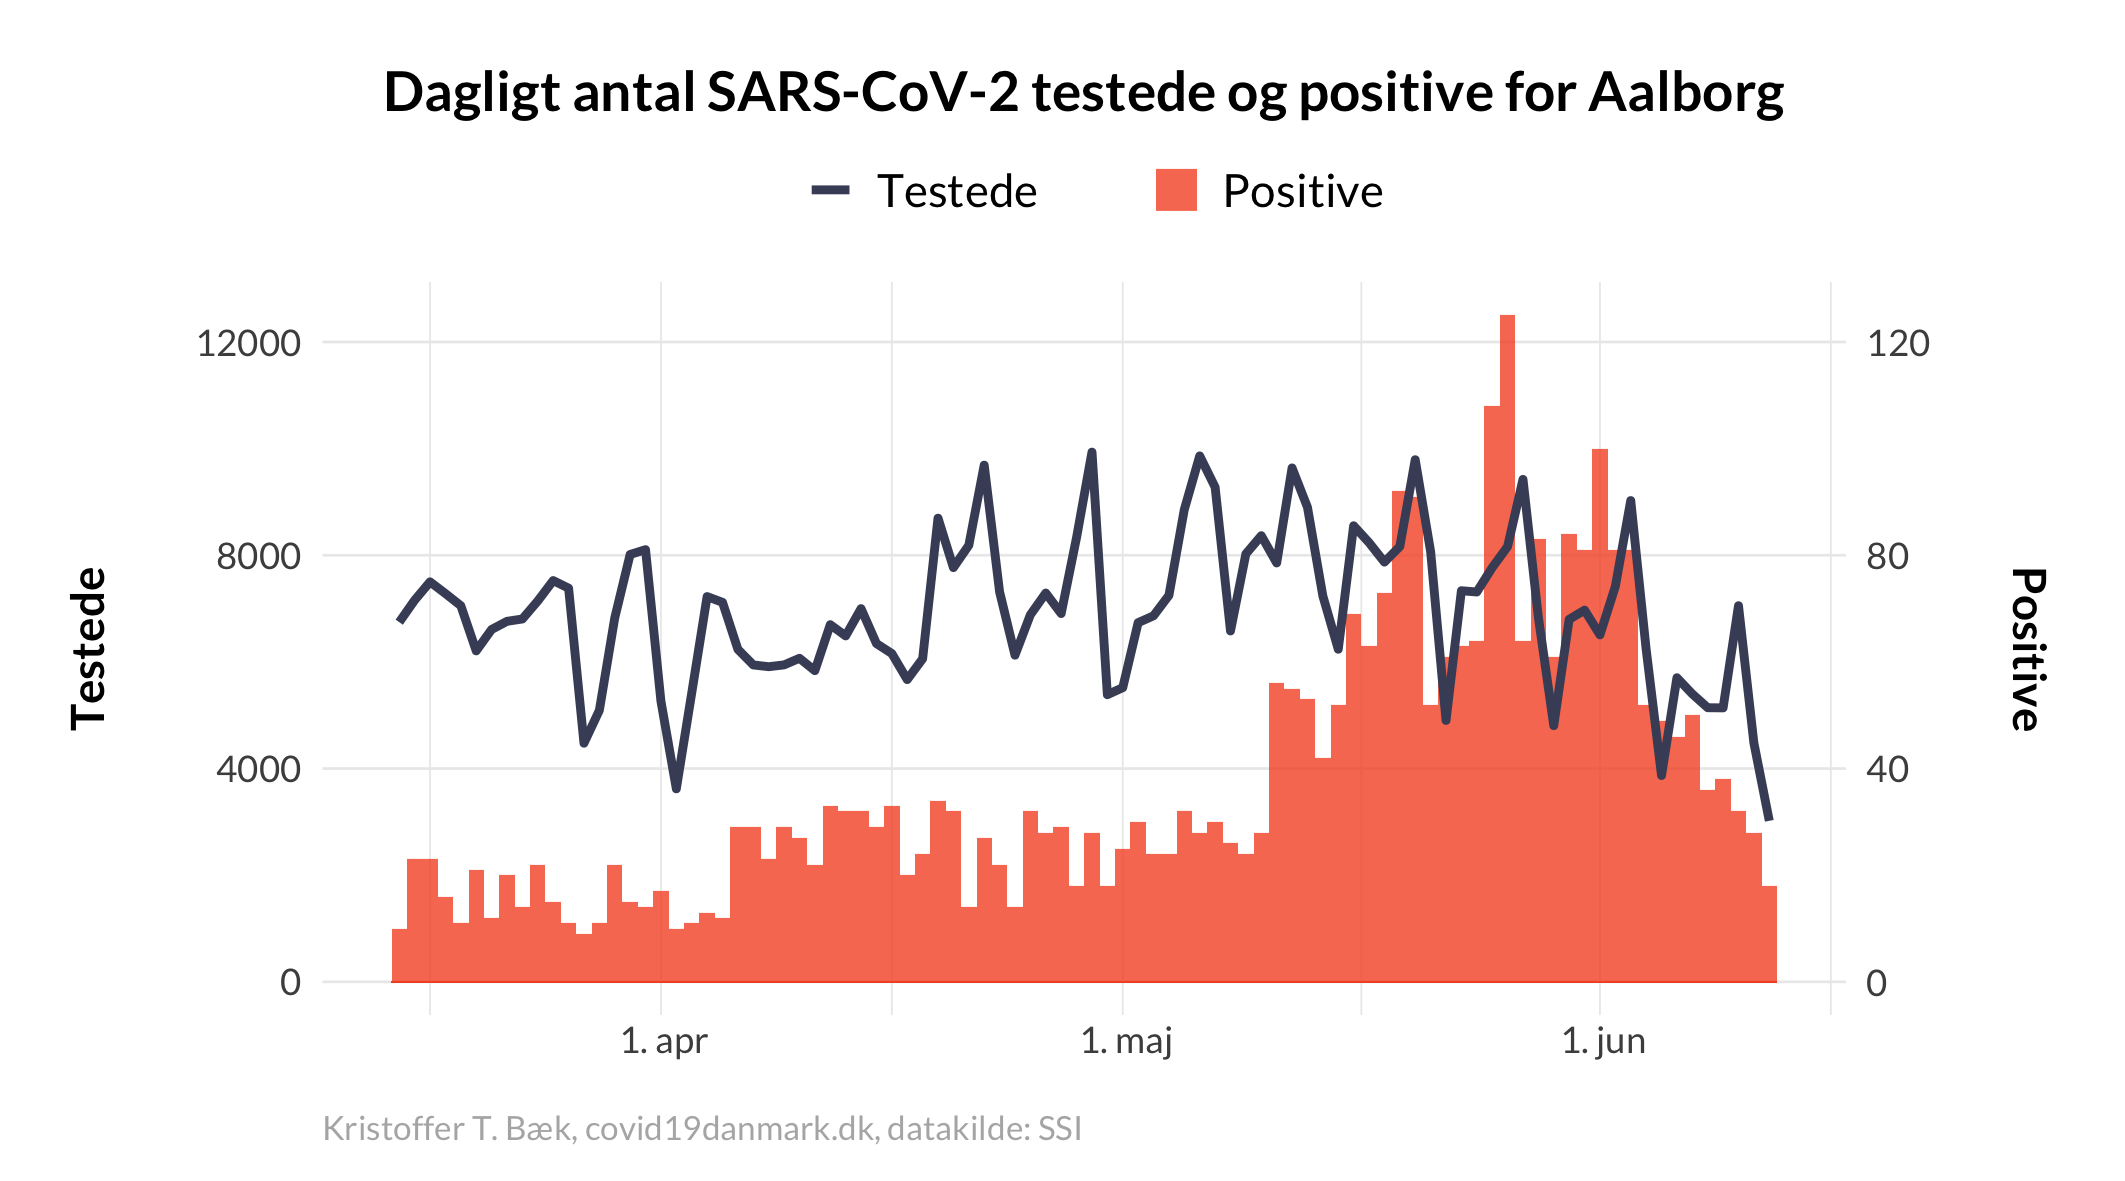 Dagligt antal SARS-CoV-2 testede og positive for Aalborg
Testede Positive
12000 120
8000 80
Testede Positive
4000 40
0 0
1. apr 1. maj 1. jun
Kristoffer T. Bæk, covid19danmark.dk, datakilde: SSI